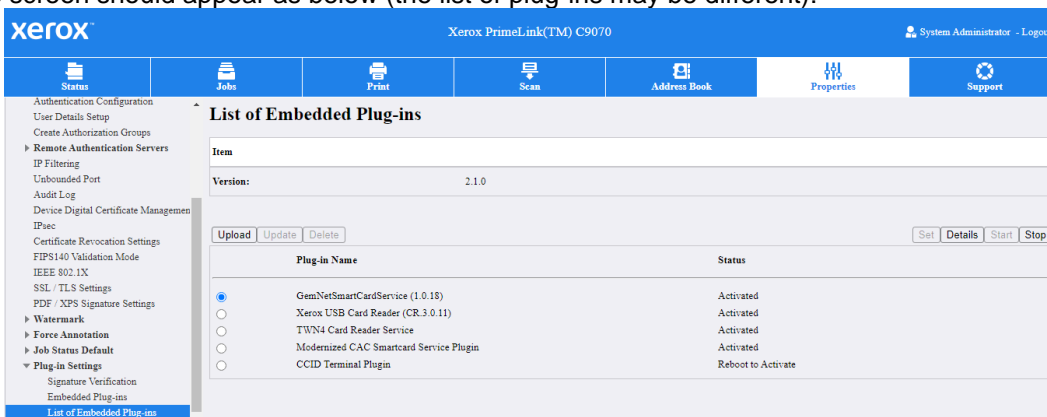 screen should appear as below (the list of plug-ins may be different).
xerox™
Xerox PrimeLink(TM) C9070
System Administrator - Logout
Status
Jobs
Print
Scan
Address Book
Properties
Support
Authentication Configuration
User Details Setup
Create Authorization Groups
Remote Authentication Servers
IP Filtering
Unbounded Port
Audit Log
Device Digital Certificate Managemen
IPsec
Certificate Revocation Settings
FIPS140 Validation Mode
IEEE 802.1X
SSL / TLS Settings
PDF / XPS Signature Settings
Watermark
Force Annotation
Job Status Default
Plug-in Settings
Signature Verification
Embedded Plug-ins
List of Embedded Plug-ins
List of Embedded Plug-ins
Item
Version: 2.1.0
Upload Update Delete Set Details Start Stop
Plug-in Name Status
GemNetSmartCardService (1.0.18) Activated
Xerox USB Card Reader (CR.3.0.11) Activated
TWN4 Card Reader Service Activated
Modernized CAC Smartcard Service Plugin Activated
CCID Terminal Plugin Reboot to Activate